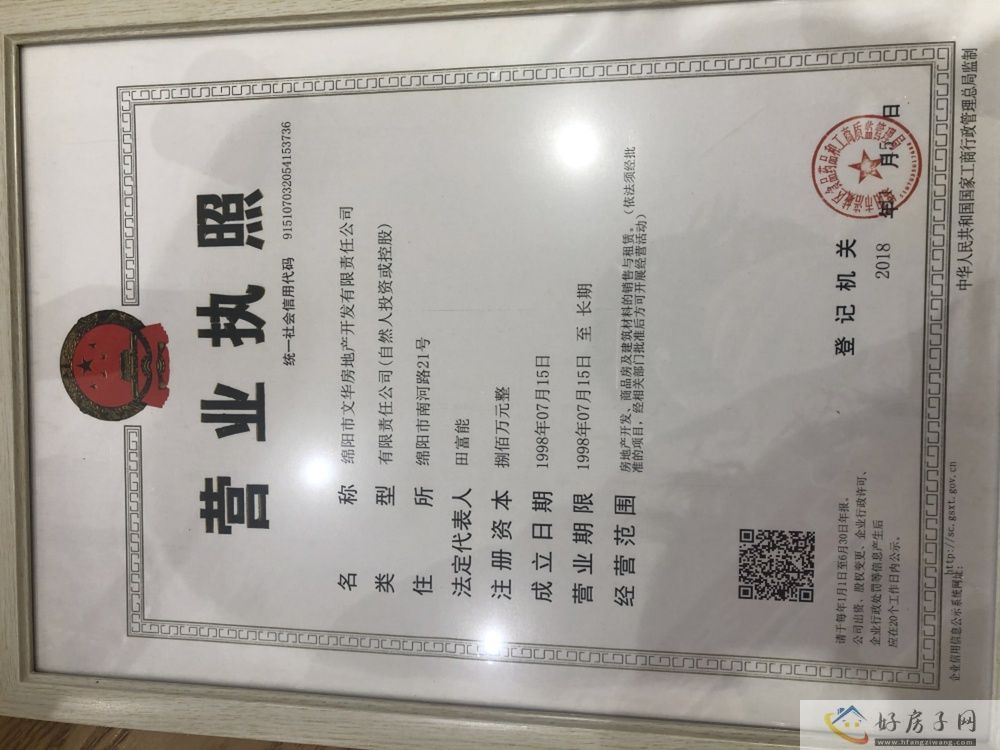 营业执照
统一社会信用代码 915107032054153736
名称 绵阳市文华房地产开发有限责任公司
类型 有限责任公司(自然人投资或控股)
住所 绵阳市南河路21号
法定代表人 田富能
注册资本 捌佰万元整
成立日期 1998年07月15日
营业期限 1998年07月15日 至 长期
经营范围 房地产开发、商品房及建筑材料的销售与租赁。(依法须经批
准的项目,经相关部门批准后方可开展经营活动)
请于每年1月1日至6月30日年报。
公司出资、股权变更、企业行政许可、
企业行政处罚等信息产生后
应在20个工作日内公示。
登记机关
2018 年 月 日
企业信用信息公示系统网址: http://sc.gsxt.gov.cn
中华人民共和国国家工商行政管理总局监制
好房子网
www.hfangziwang.com